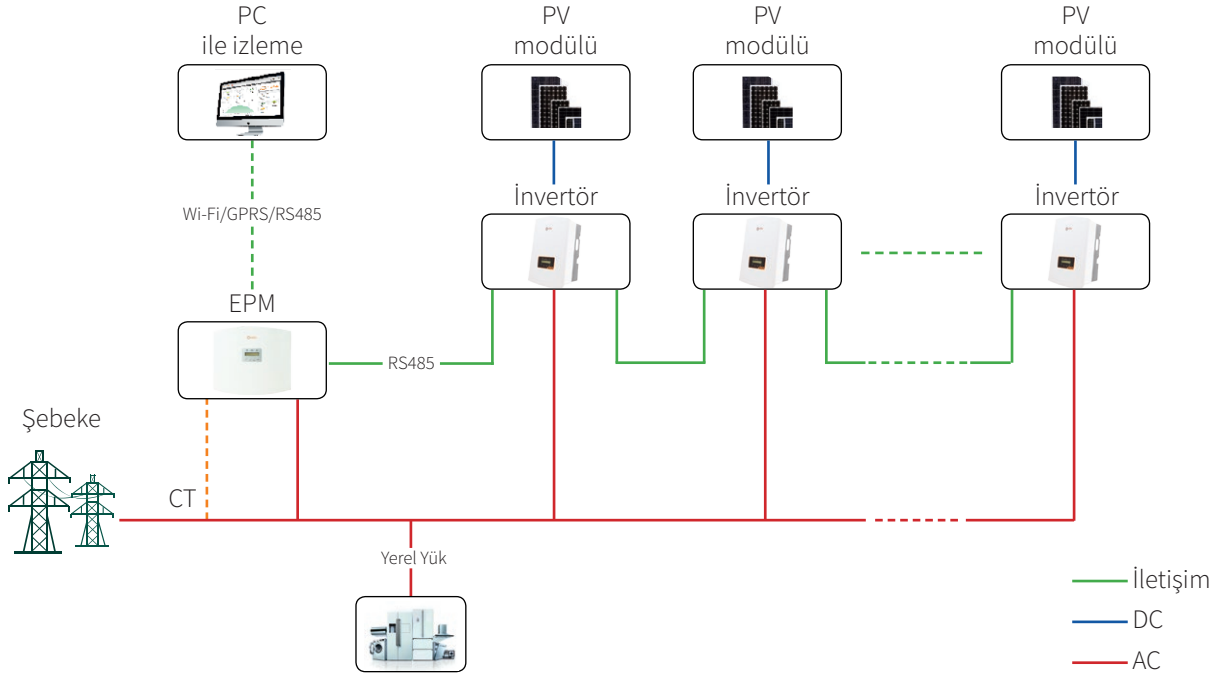 PC
ile izleme
PV
modülü
PV
modülü
PV
modülü
Wi-Fi/GPRS/RS485
İnvertör
İnvertör
İnvertör
EPM
RS485
Şebeke
CT
Yerel Yük
İletişim
DC
AC